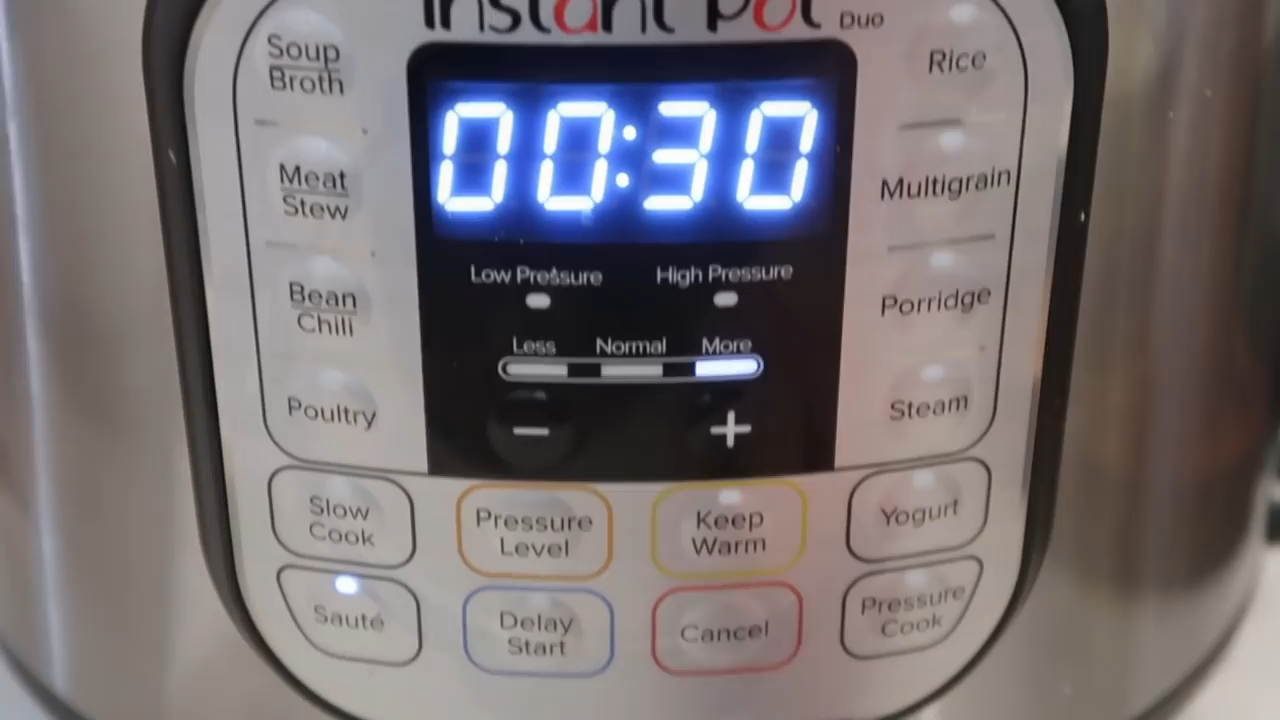 Instant Pot Duo
Soup
Broth
Rice
00:30
Meat
Stew
Multigrain
Low Pressure
High Pressure
Bean
Chili
Porridge
Less
Normal
More
Poultry
Steam
−
+
Slow
Cook
Pressure
Level
Keep
Warm
Yogurt
Sauté
Delay
Start
Cancel
Pressure
Cook